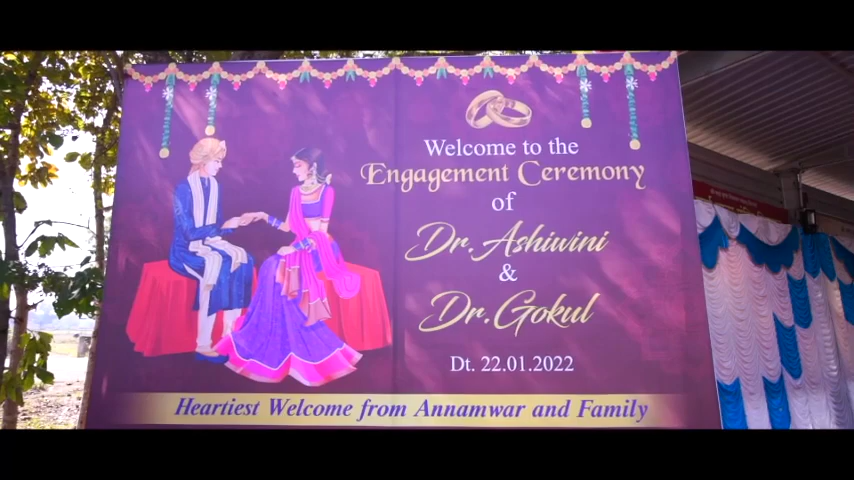 Welcome to the
Engagement Ceremony
of
Dr. Ashiwini
&
Dr. Gokul
Dt. 22.01.2022
Heartiest Welcome from Annamwar and Family